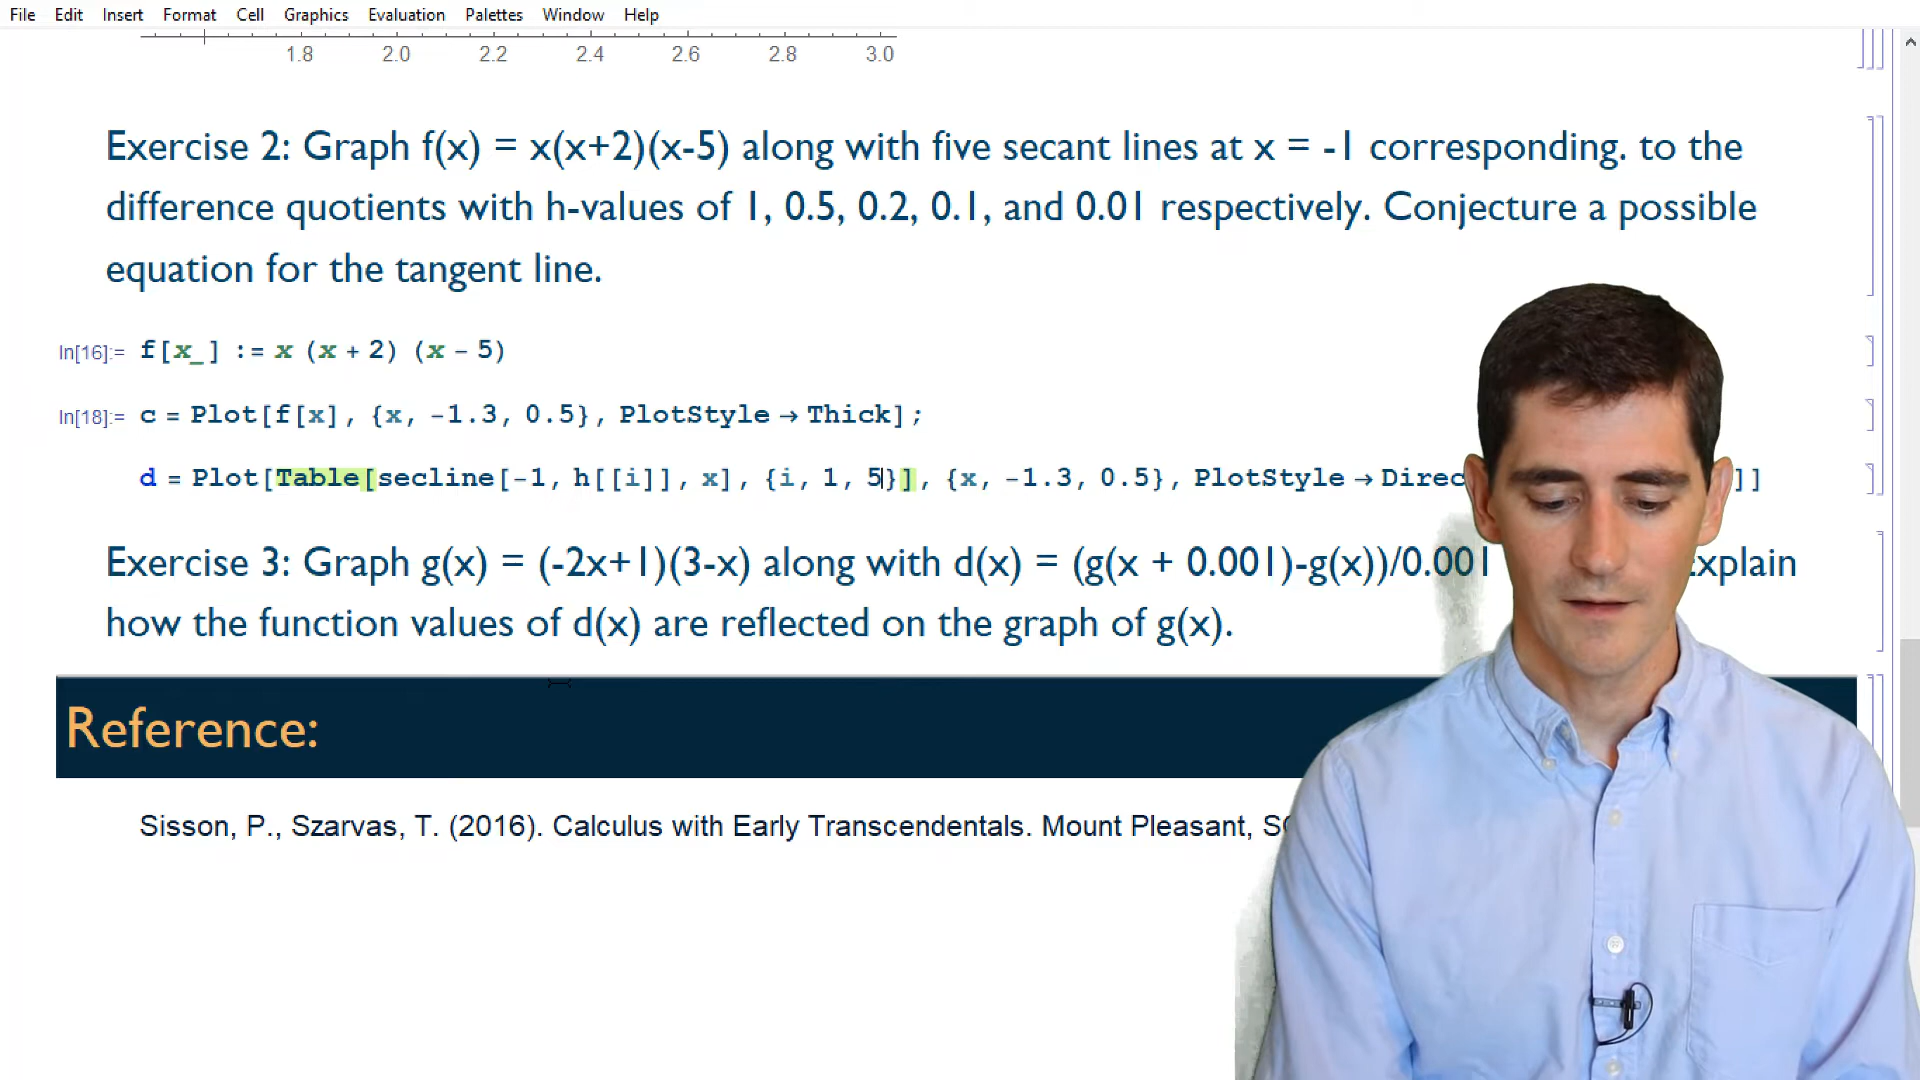 File Edit Insert Format Cell Graphics Evaluation Palettes Window Help
1.8 2.0 2.2 2.4 2.6 2.8 3.0
Exercise 2: Graph f(x) = x(x+2)(x-5) along with five secant lines at x = -1 corresponding. to the
difference quotients with h-values of 1, 0.5, 0.2, 0.1, and 0.01 respectively. Conjecture a possible
equation for the tangent line.
In[16]:= f[x_] := x (x + 2) (x - 5)
In[18]:= c = Plot[f[x], {x, -1.3, 0.5}, PlotStyle → Thick];
d = Plot[Table[secline[-1, h[[i]], x], {i, 1, 5}], {x, -1.3, 0.5}, PlotStyle → Direc ]]
Exercise 3: Graph g(x) = (-2x+1)(3-x) along with d(x) = (g(x + 0.001)-g(x))/0.001 xplain
how the function values of d(x) are reflected on the graph of g(x).
Reference:
Sisson, P., Szarvas, T. (2016). Calculus with Early Transcendentals. Mount Pleasant,